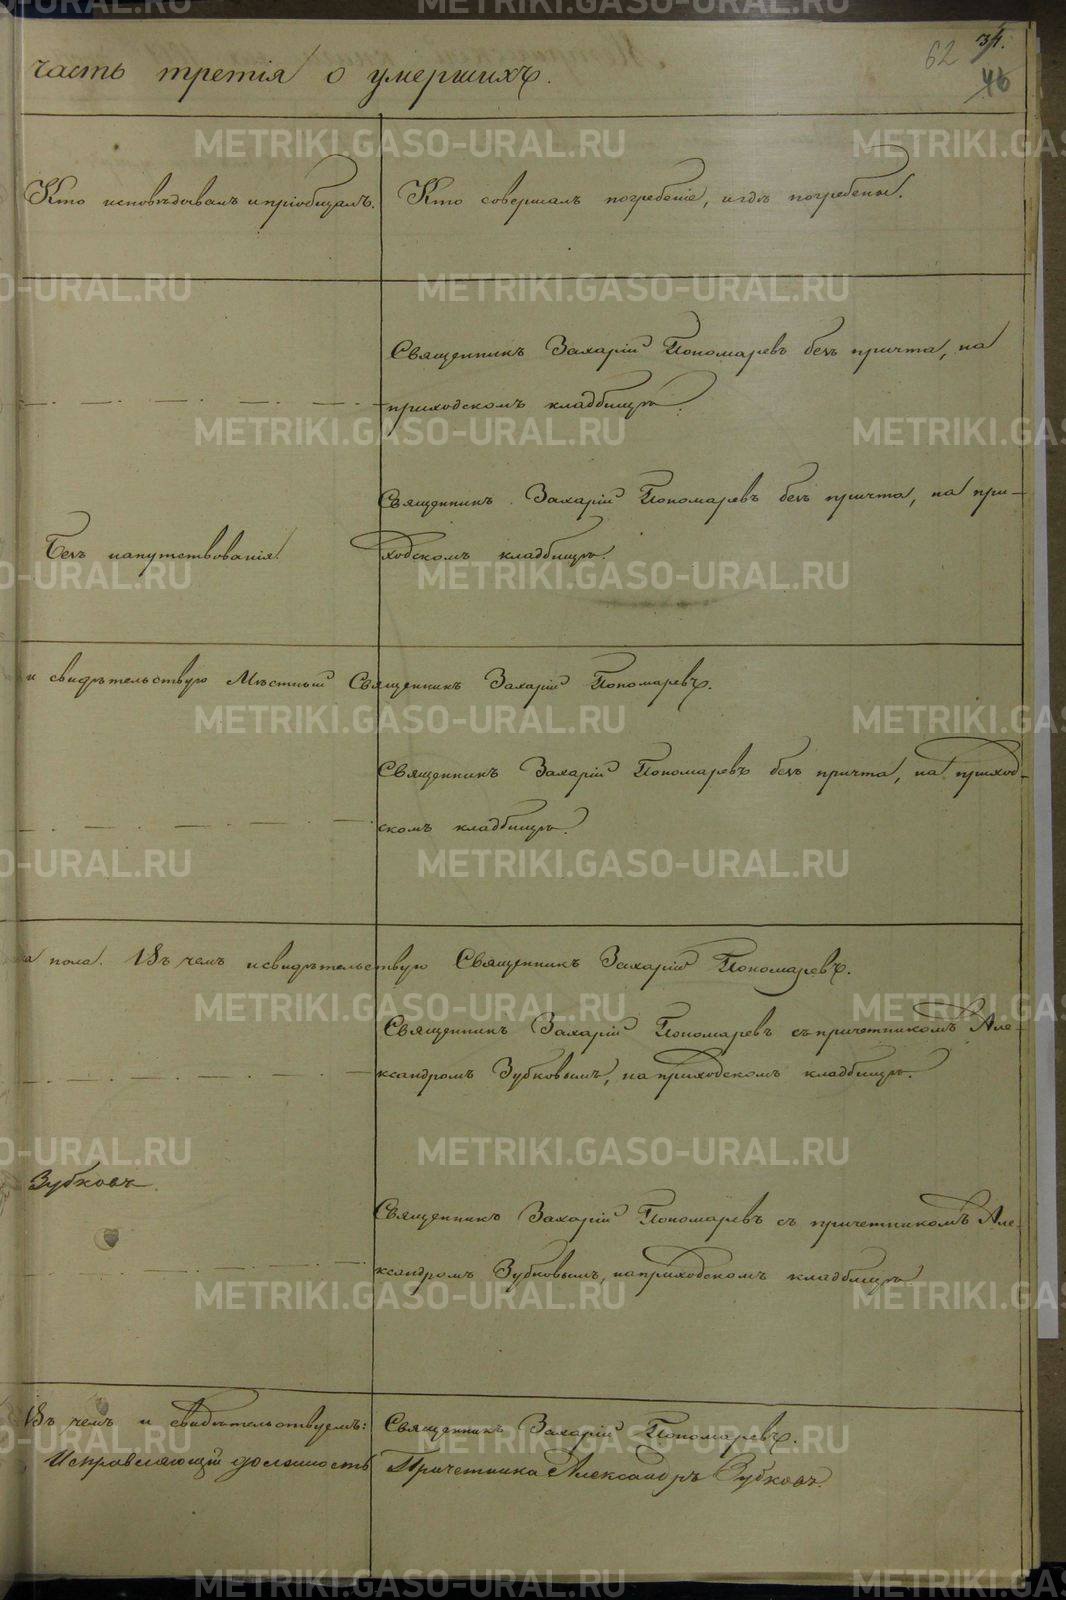 часть третія о умершихъ.
62 34.
46
Кто исповѣдывалъ и пріобщалъ.
Кто совершалъ погребеніе, и гдѣ погребены.
Священникъ Захарій Пономаревъ безъ причта, на
приходскомъ кладбищѣ.
Священникъ Захарій Пономаревъ безъ причта, на при-
Безъ напутствованія. ходскомъ кладбищѣ.
и свидѣтельствую Мѣстный Священникъ Захарій Пономаревъ.
Священникъ Захарій Пономаревъ безъ причта, на приход-
скомъ кладбищѣ.
а пола. Въ чемъ и свидѣтельствую Священникъ Захарій Пономаревъ.
Священникъ Захарій Пономаревъ съ причетникомъ Але-
ксандромъ Зубковымъ, на приходскомъ кладбищѣ.
Зубковъ
Священникъ Захарій Пономаревъ съ причетникомъ Але-
ксандромъ Зубковымъ, на приходскомъ кладбищѣ.
Въ чемъ и свидѣтельствуемъ: Священникъ Захарій Пономаревъ.
Исправляющій должность Причетника Александръ Зубковъ.
METRIKI.GASO-URAL.RU